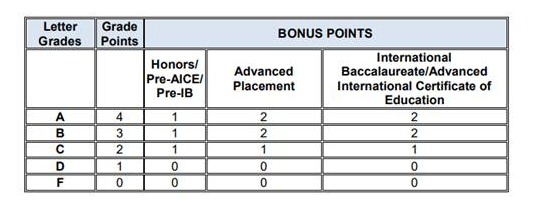 Letter Grades Grade Points BONUS POINTS
Honors/ Pre-AICE/ Pre-IB Advanced Placement International Baccalaureate/Advanced International Certificate of Education
A 4 1 2 2
B 3 1 2 2
C 2 1 1 1
D 1 0 0 0
F 0 0 0 0